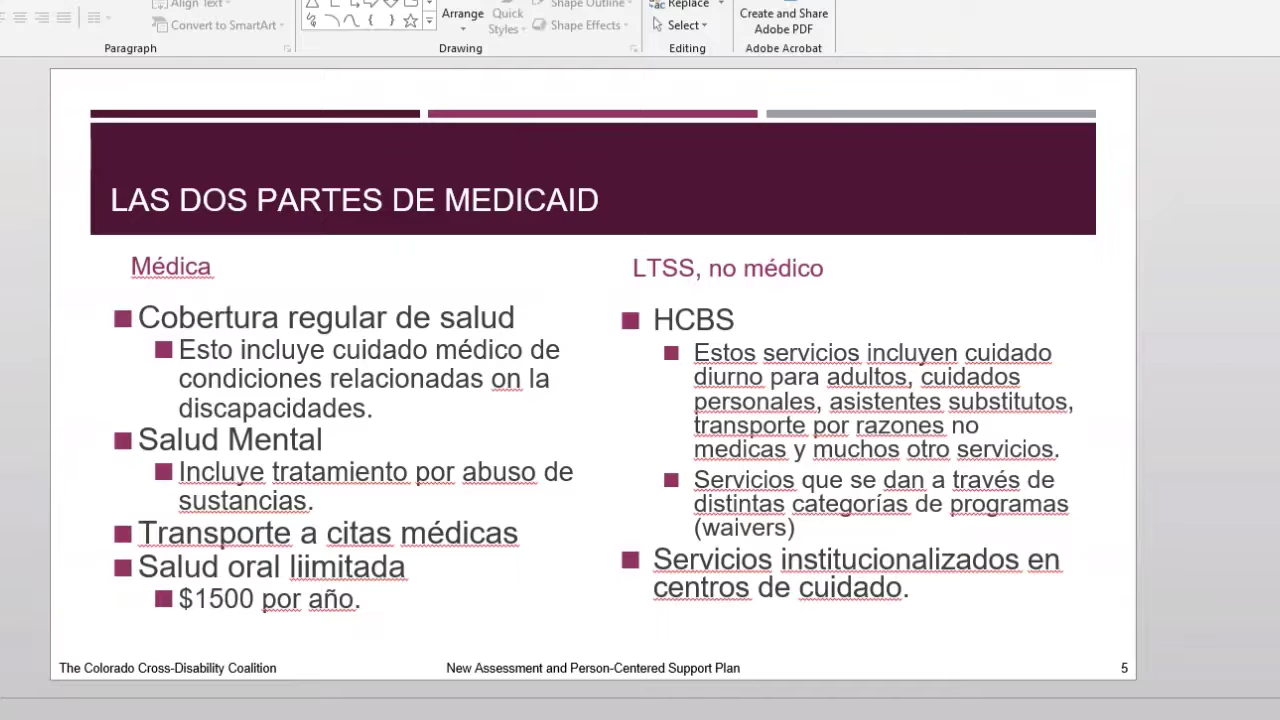 Align Text
Convert to SmartArt
Paragraph
Arrange
Quick
Styles
Shape Outline
Shape Effects
Drawing
Replace
Select
Editing
Create and Share
Adobe PDF
Adobe Acrobat
LAS DOS PARTES DE MEDICAID
Médica
Cobertura regular de salud
Esto incluye cuidado médico de
condiciones relacionadas on la
discapacidades.
Salud Mental
Incluye tratamiento por abuso de
sustancias.
Transporte a citas médicas
Salud oral liimitada
$1500 por año.
LTSS, no médico
HCBS
Estos servicios incluyen cuidado
diurno para adultos, cuidados
personales, asistentes substitutos,
transporte por razones no
medicas y muchos otro servicios.
Servicios que se dan a través de
distintas categorías de programas
(waivers)
Servicios institucionalizados en
centros de cuidado.
The Colorado Cross-Disability Coalition
New Assessment and Person-Centered Support Plan
5